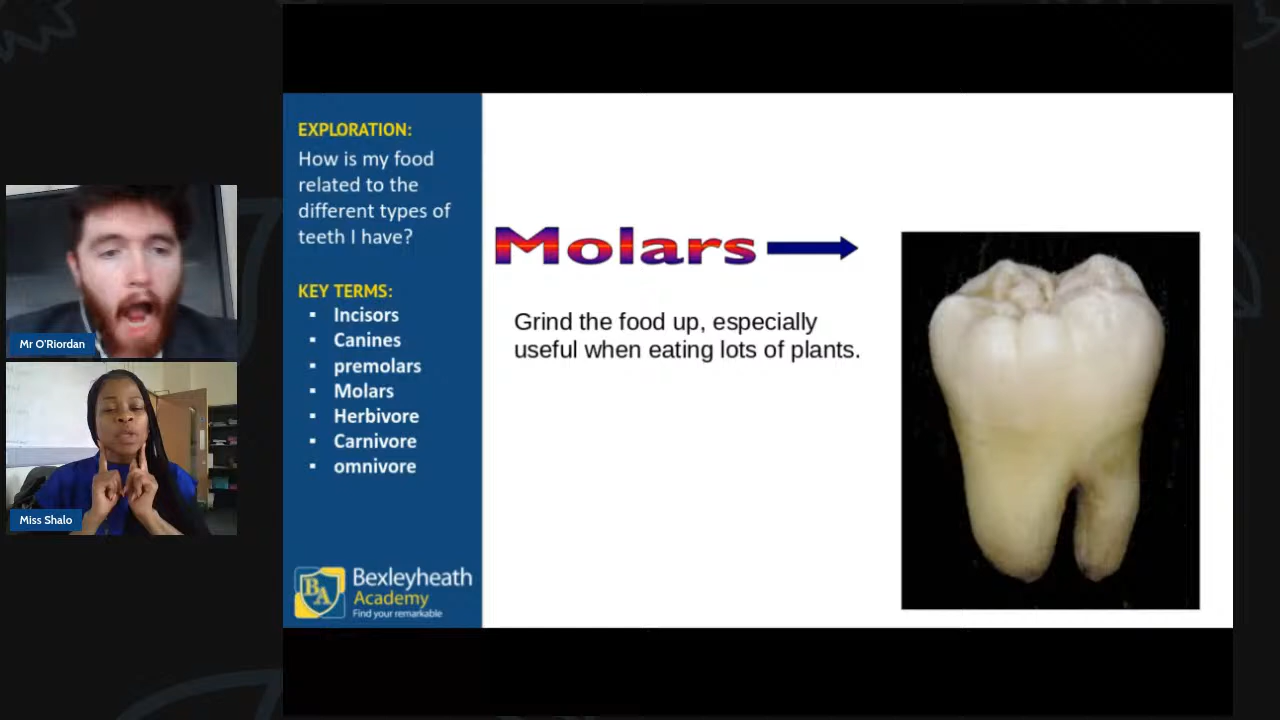 EXPLORATION:
How is my food
related to the
different types of
teeth I have?
KEY TERMS:
▪ Incisors
▪ Canines
▪ premolars
▪ Molars
▪ Herbivore
▪ Carnivore
▪ omnivore
BA
Bexleyheath
Academy
Find your remarkable
Molars
Grind the food up, especially
useful when eating lots of plants.
Mr O'Riordan
Miss Shalo